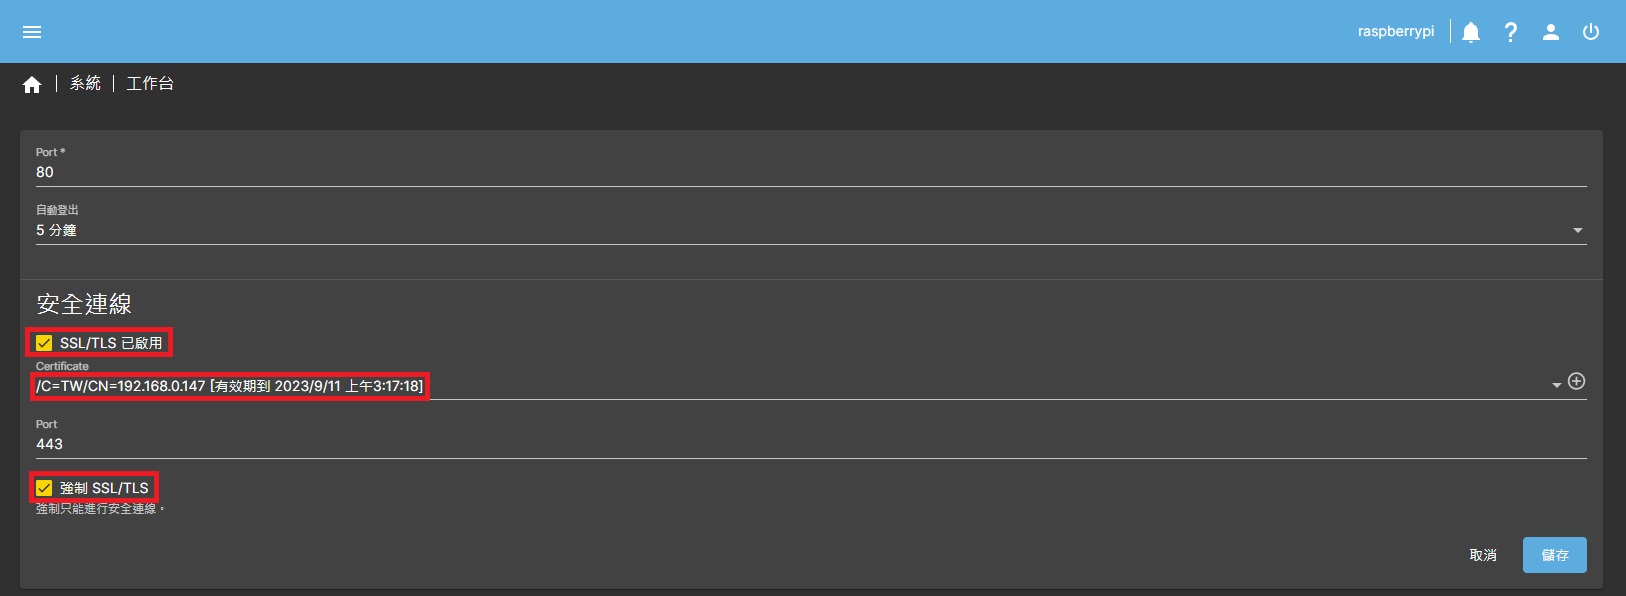 raspberrypi
系統 | 工作台
Port *
80
自動登出
5 分鐘
安全連線
SSL/TLS 已啟用
Certificate
/C=TW/CN=192.168.0.147 [有效期到 2023/9/11 上午3:17:18]
Port
443
強制 SSL/TLS
強制只能進行安全連線。
取消 儲存